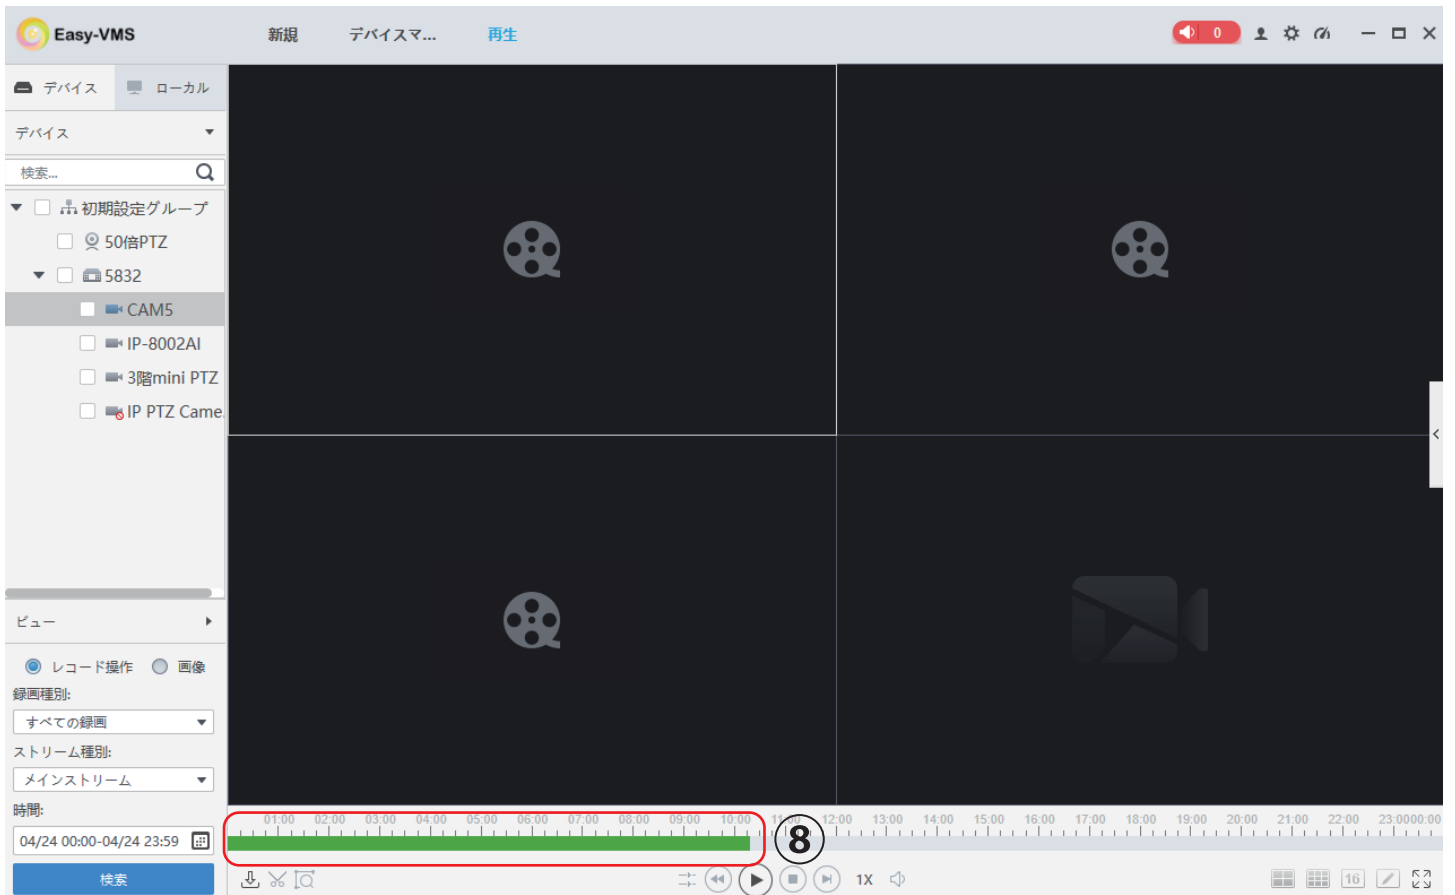 Easy-VMS 新規 デバイスマ... 再生 0
デバイス ローカル
デバイス
検索...
初期設定グループ
50倍PTZ
5832
CAM5
IP-8002AI
3階mini PTZ
IP PTZ Came.
ビュー
レコード操作 画像
録画種別:
すべての録画
ストリーム種別:
メインストリーム
時間:
04/24 00:00-04/24 23:59
検索
01:00 02:00 03:00 04:00 05:00 06:00 07:00 08:00 09:00 10:00 11:00 12:00 13:00 14:00 15:00 16:00 17:00 18:00 19:00 20:00 21:00 22:00 23:0000:00
8
1X 16